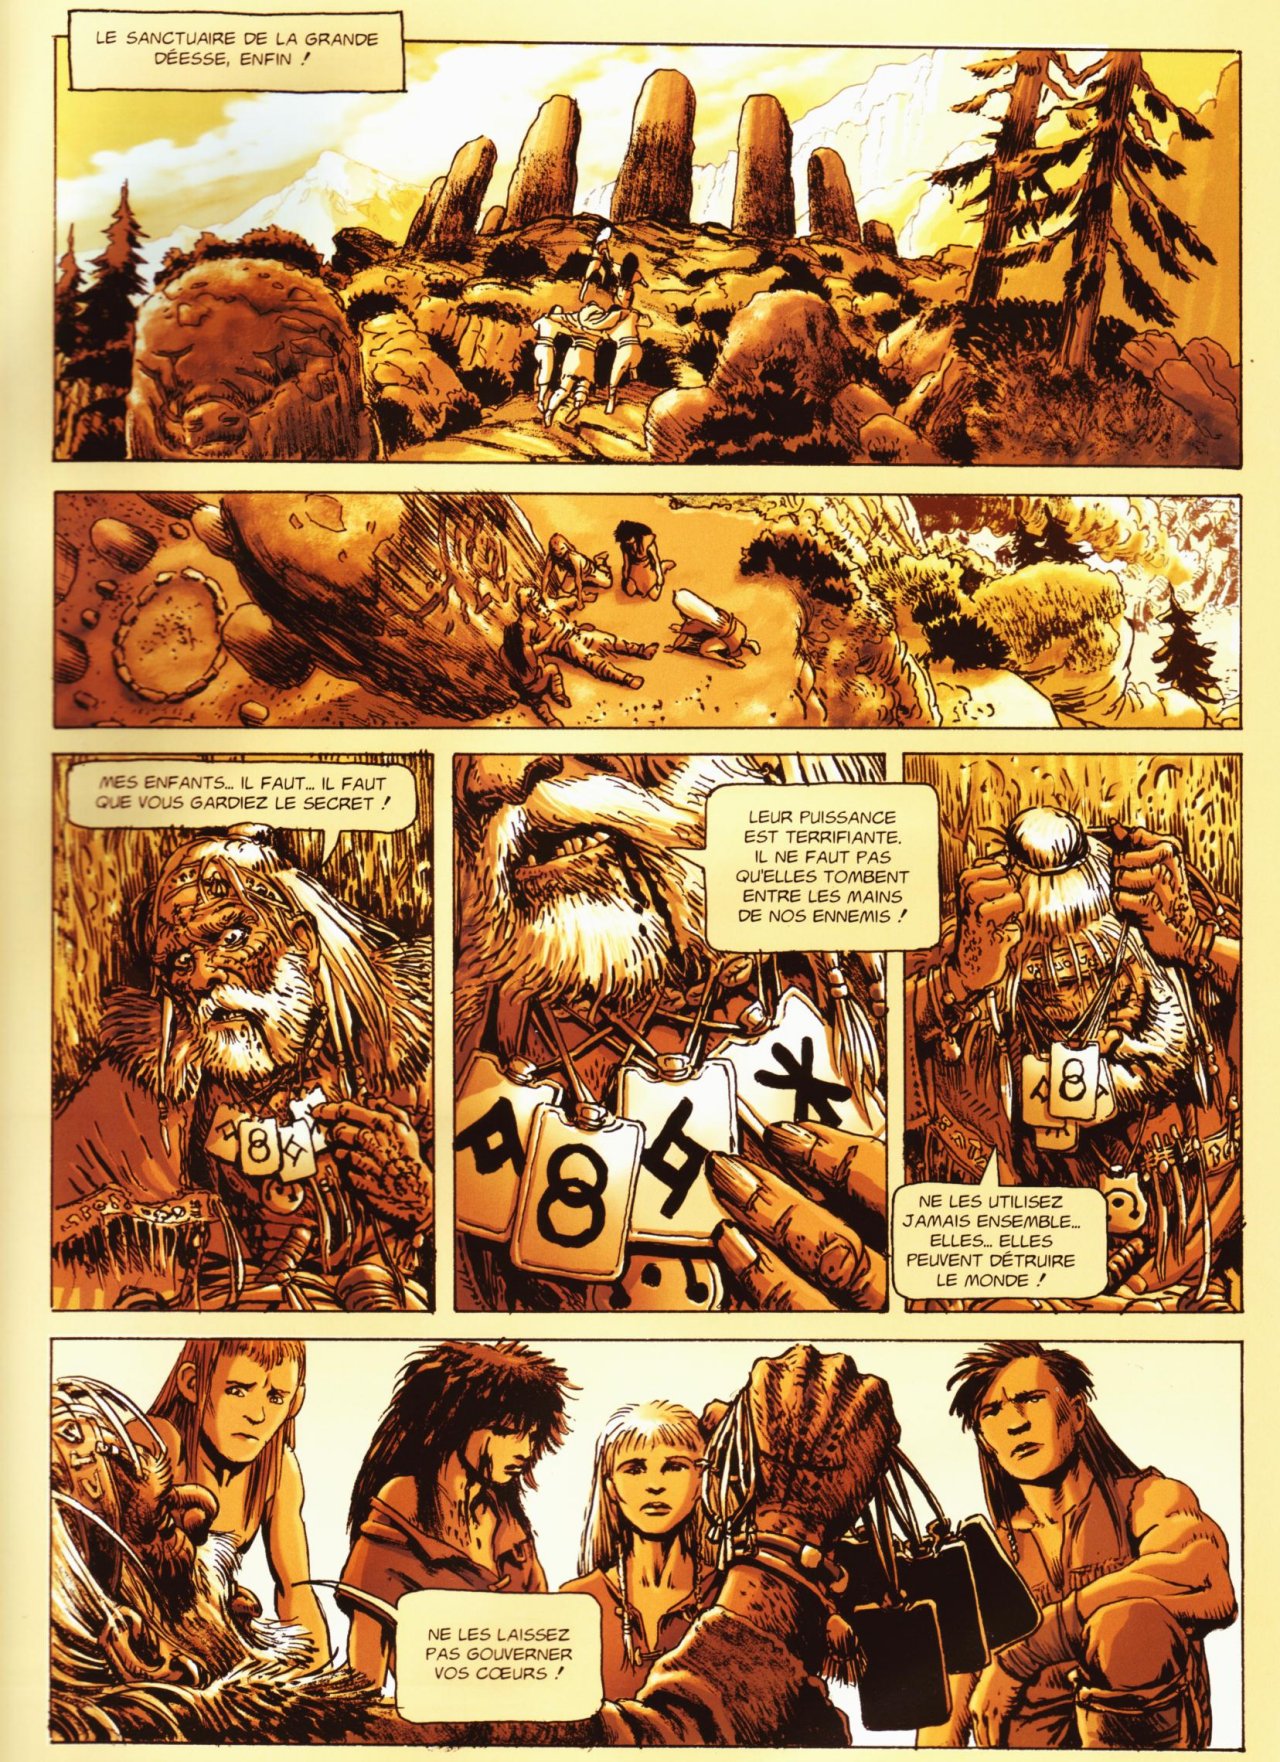 LE SANCTUAIRE DE LA GRANDE
DÉESSE, ENFIN !
MES ENFANTS... IL FAUT... IL FAUT
QUE VOUS GARDIEZ LE SECRET !
LEUR PUISSANCE
EST TERRIFIANTE.
IL NE FAUT PAS
QU'ELLES TOMBENT
ENTRE LES MAINS
DE NOS ENNEMIS !
NE LES UTILISEZ
JAMAIS ENSEMBLE...
ELLES... ELLES
PEUVENT DÉTRUIRE
LE MONDE !
NE LES LAISSEZ
PAS GOUVERNER
VOS CŒURS !